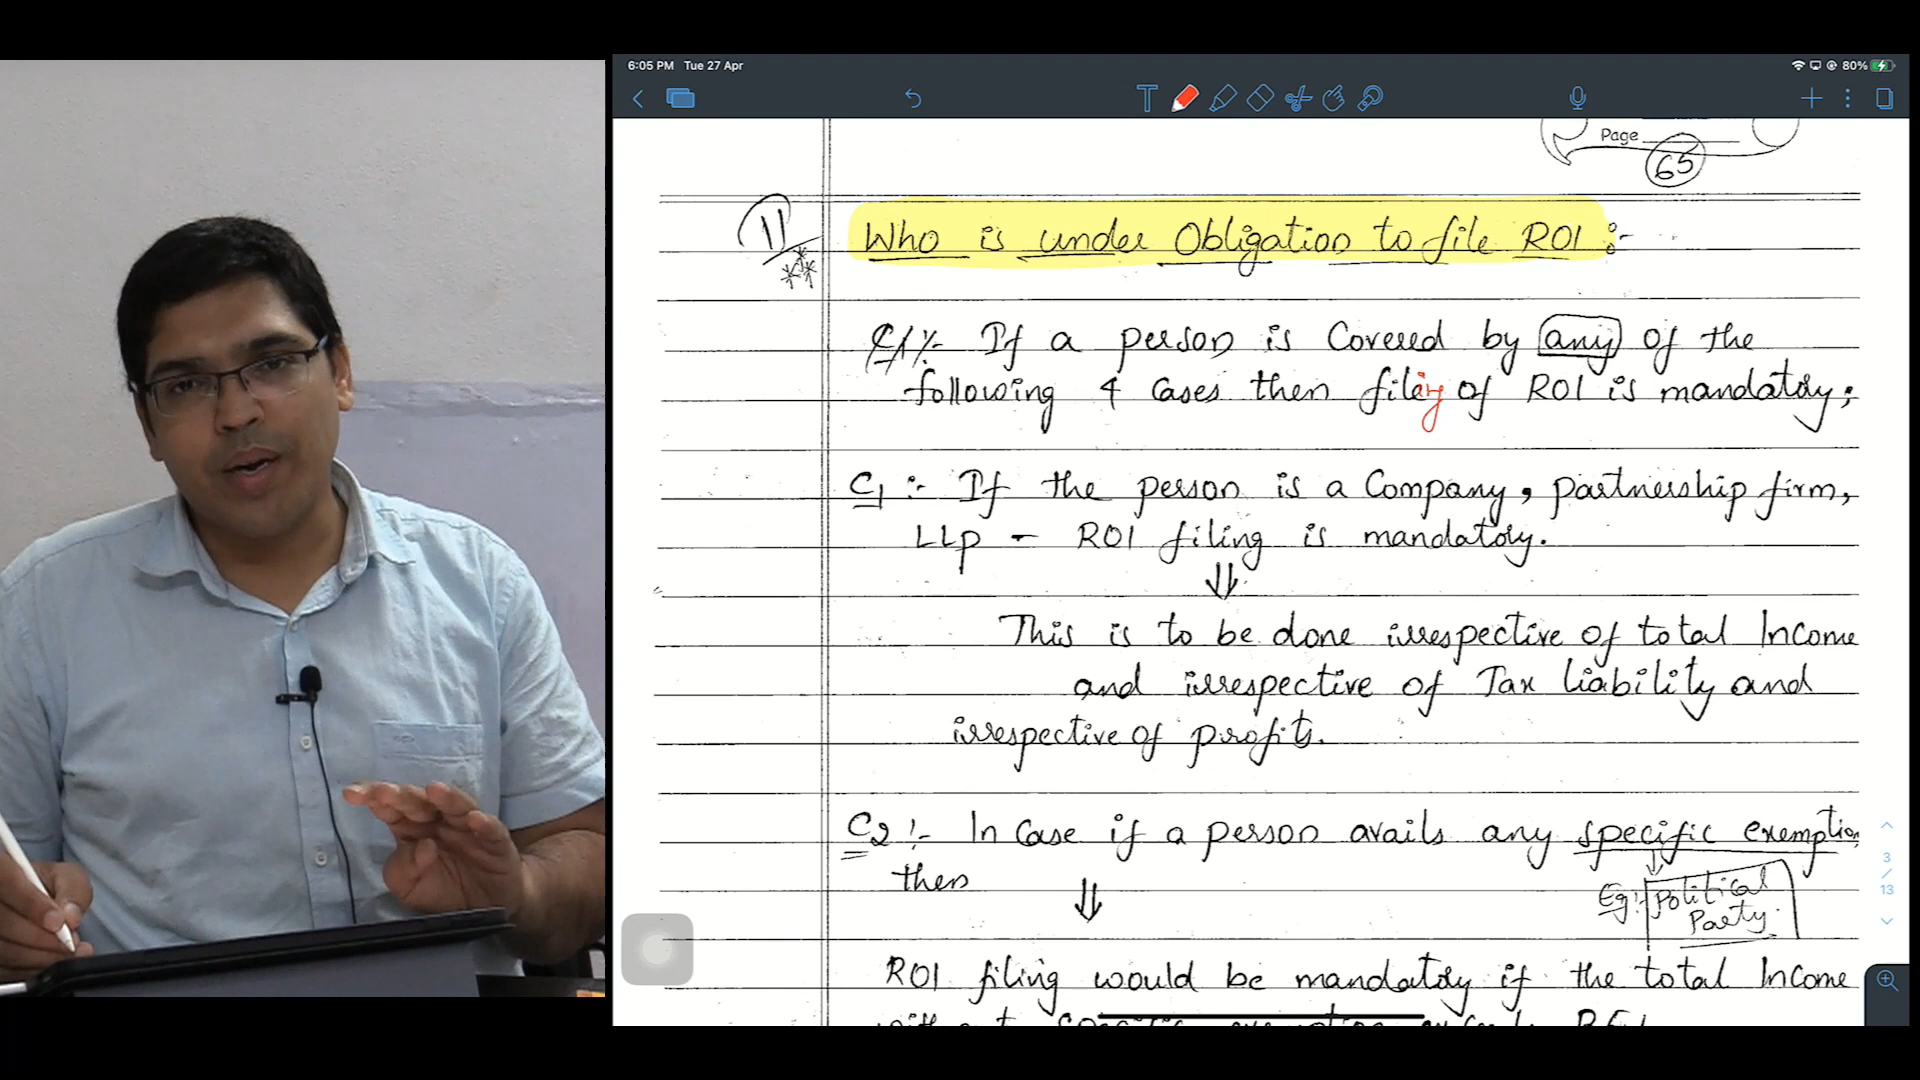 6:05 PM Tue 27 Apr
80%
Page
65
11
Who is under Obligation to file ROI :-
If a person is Covered by any of the
following 4 Cases then filing of ROI is mandatory;
C1 :- If the person is a Company, partnership firm,
LLP - ROI filing is mandatory.
This is to be done irrespective of total Income
and irrespective of Tax liability and
irrespective of profits.
C2 :- In Case if a person avails any specific exemption
then
Eg:- Political
Party.
3
/
13
ROI filing would be mandatory if the total Income